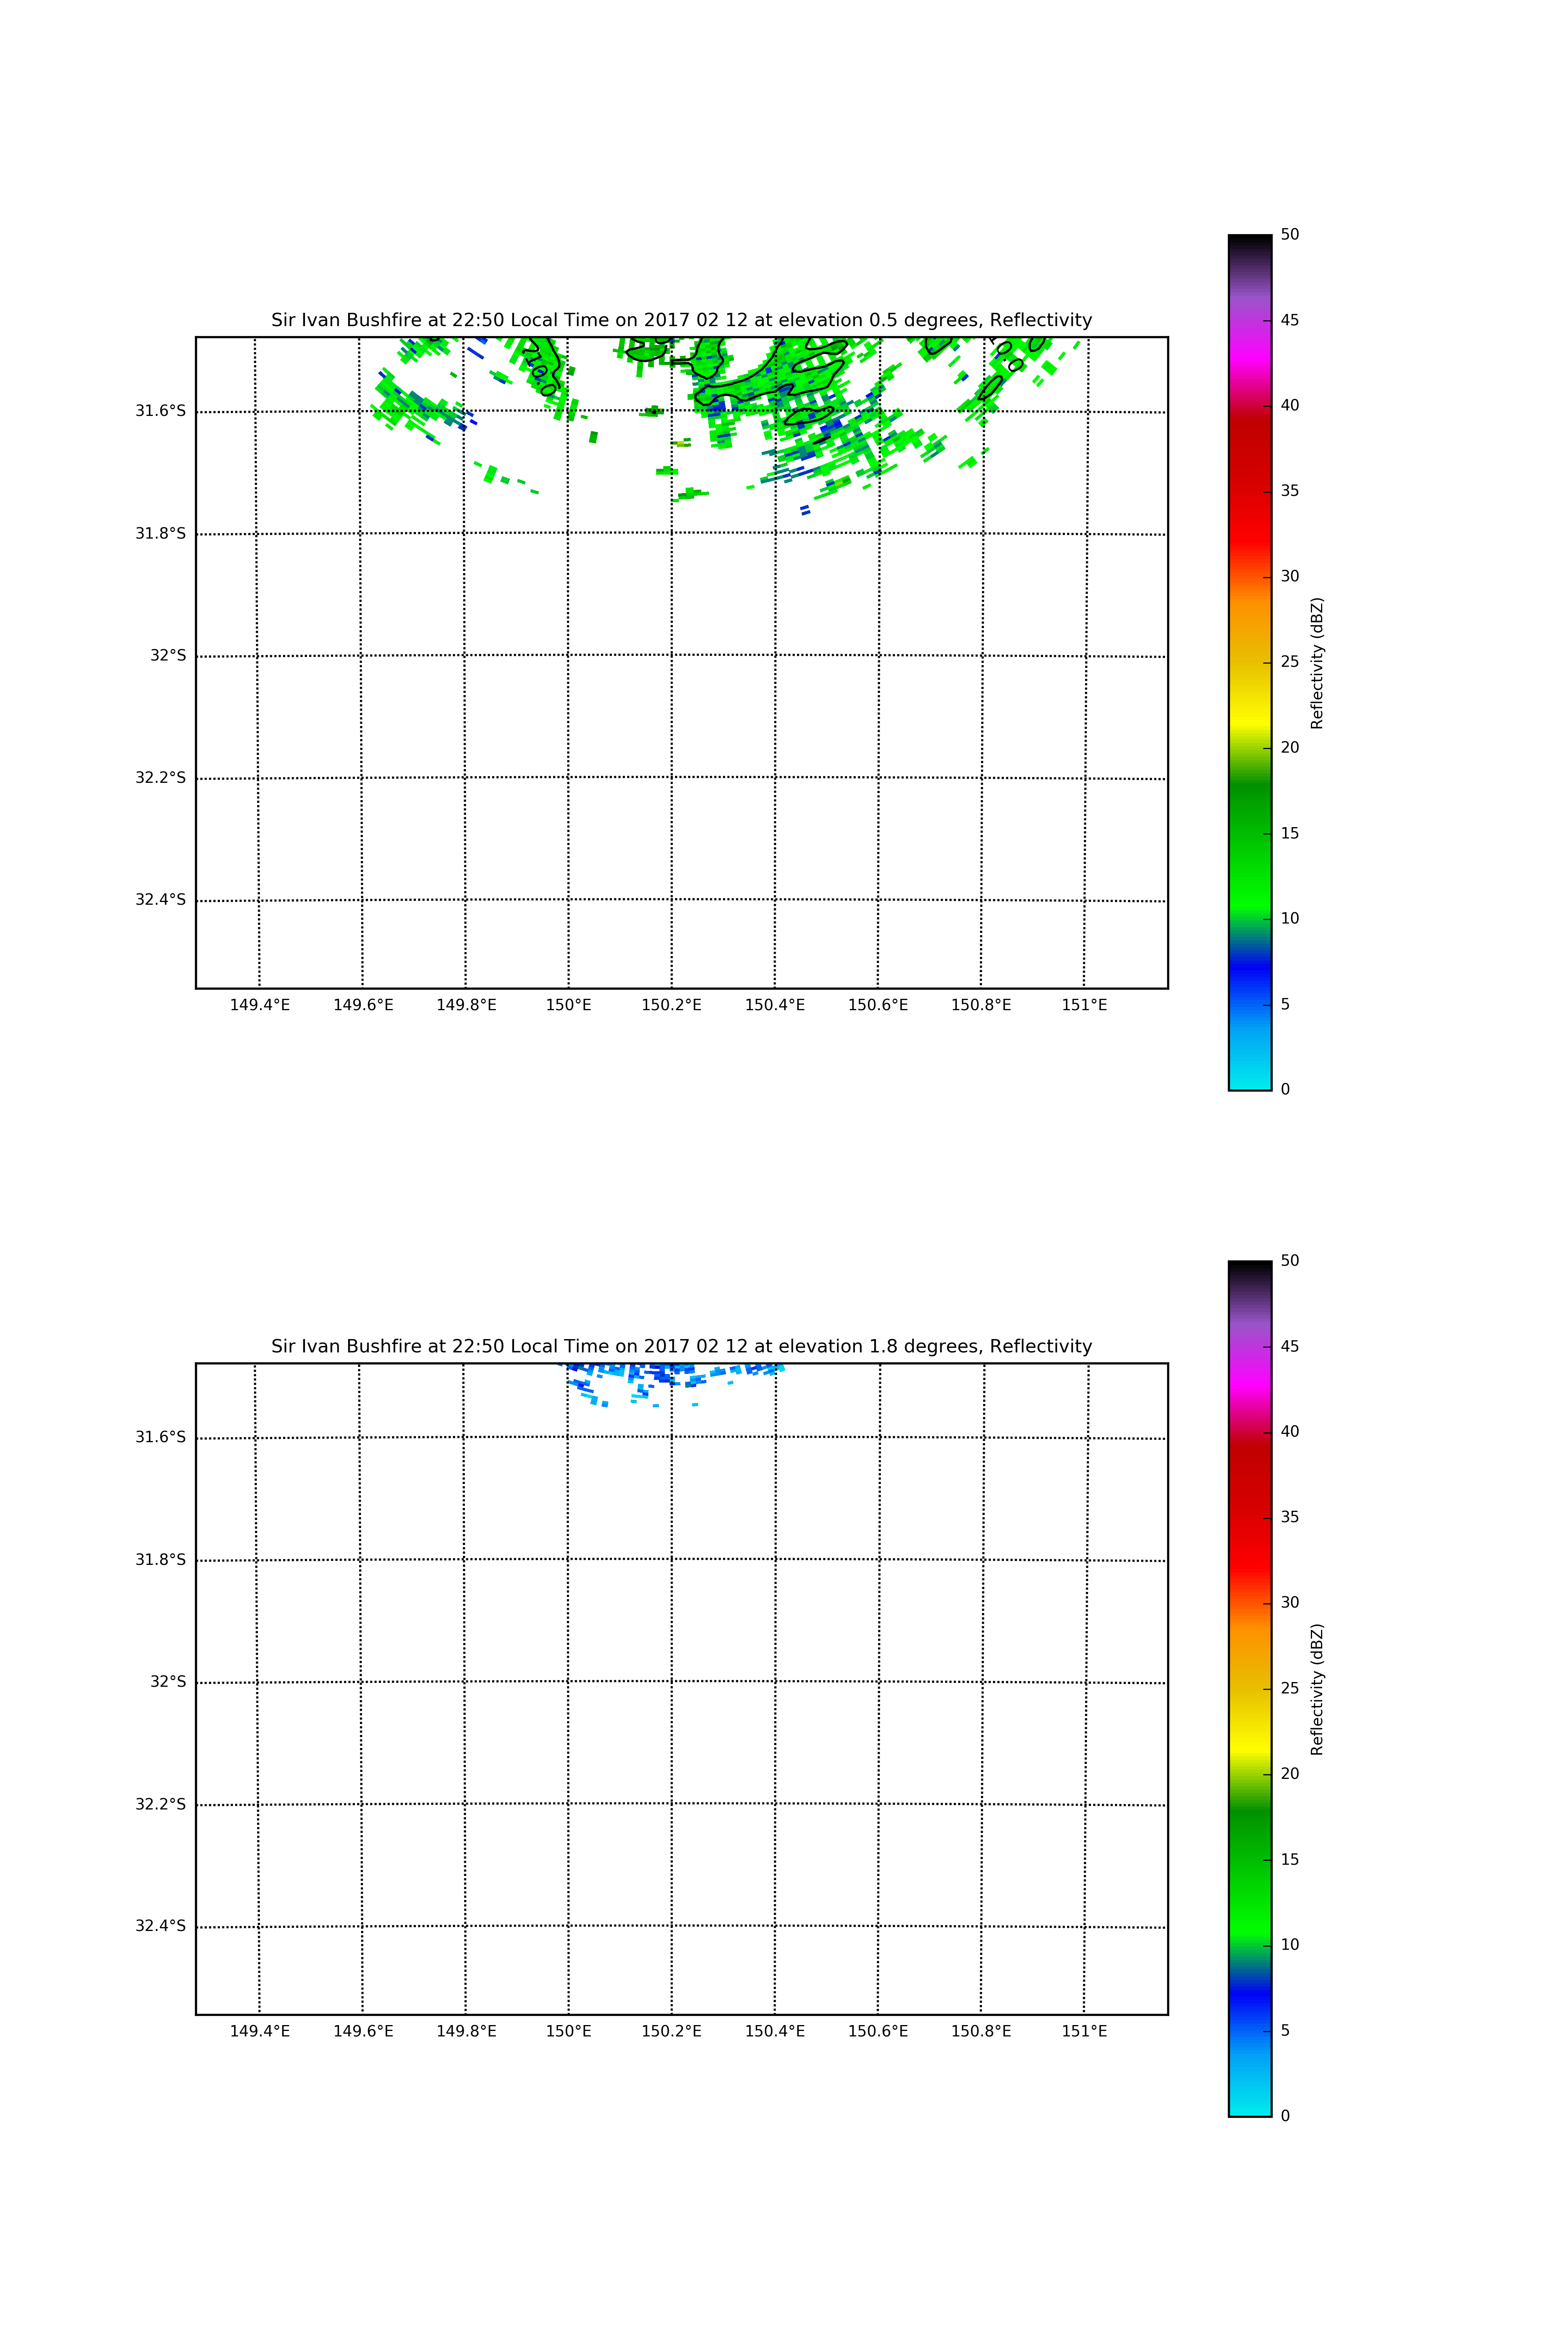 Sir Ivan Bushfire at 22:50 Local Time on 2017 02 12 at elevation 0.5 degrees, Reflectivity
31.6°S
31.8°S
32°S
32.2°S
32.4°S
149.4°E 149.6°E 149.8°E 150°E 150.2°E 150.4°E 150.6°E 150.8°E 151°E
50
45
40
35
30
25
20
15
10
5
0
Reflectivity (dBZ)
Sir Ivan Bushfire at 22:50 Local Time on 2017 02 12 at elevation 1.8 degrees, Reflectivity
31.6°S
31.8°S
32°S
32.2°S
32.4°S
149.4°E 149.6°E 149.8°E 150°E 150.2°E 150.4°E 150.6°E 150.8°E 151°E
50
45
40
35
30
25
20
15
10
5
0
Reflectivity (dBZ)